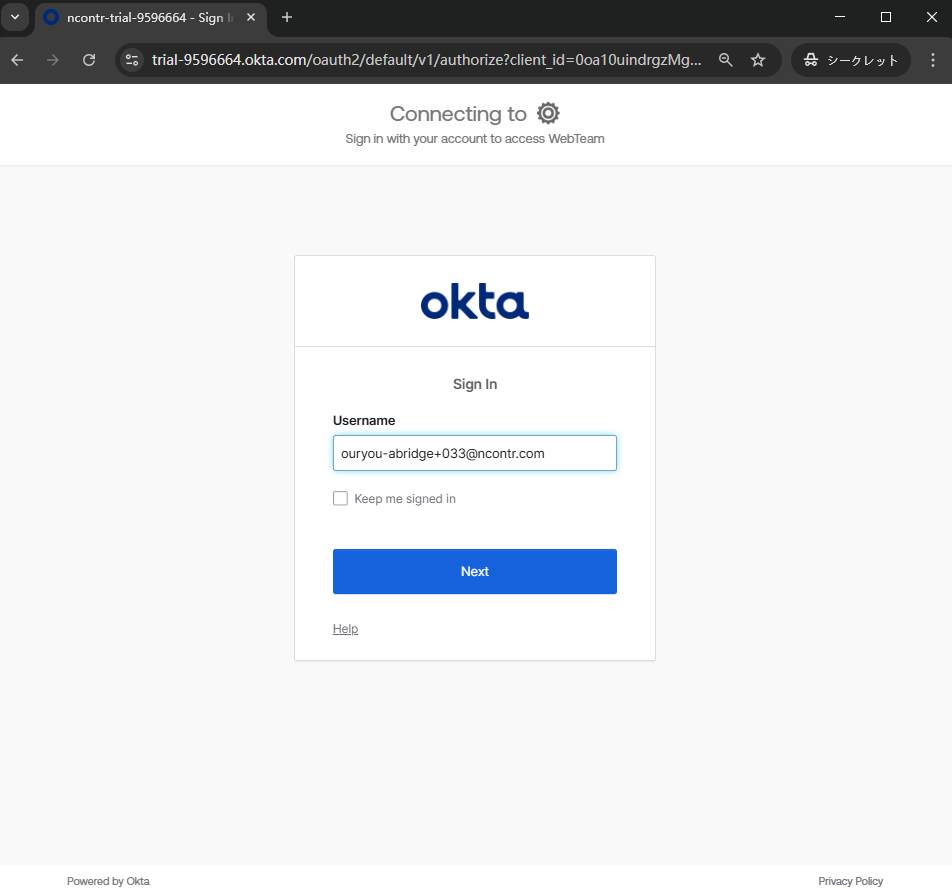 ncontr-trial-9596664 - Sign In
trial-9596664.okta.com/oauth2/default/v1/authorize?client_id=0oa10uindrgzMg...
シークレット
Connecting to
Sign in with your account to access WebTeam
okta
Sign In
Username
ouryou-abridge+033@ncontr.com
Keep me signed in
Next
Help
Powered by Okta
Privacy Policy